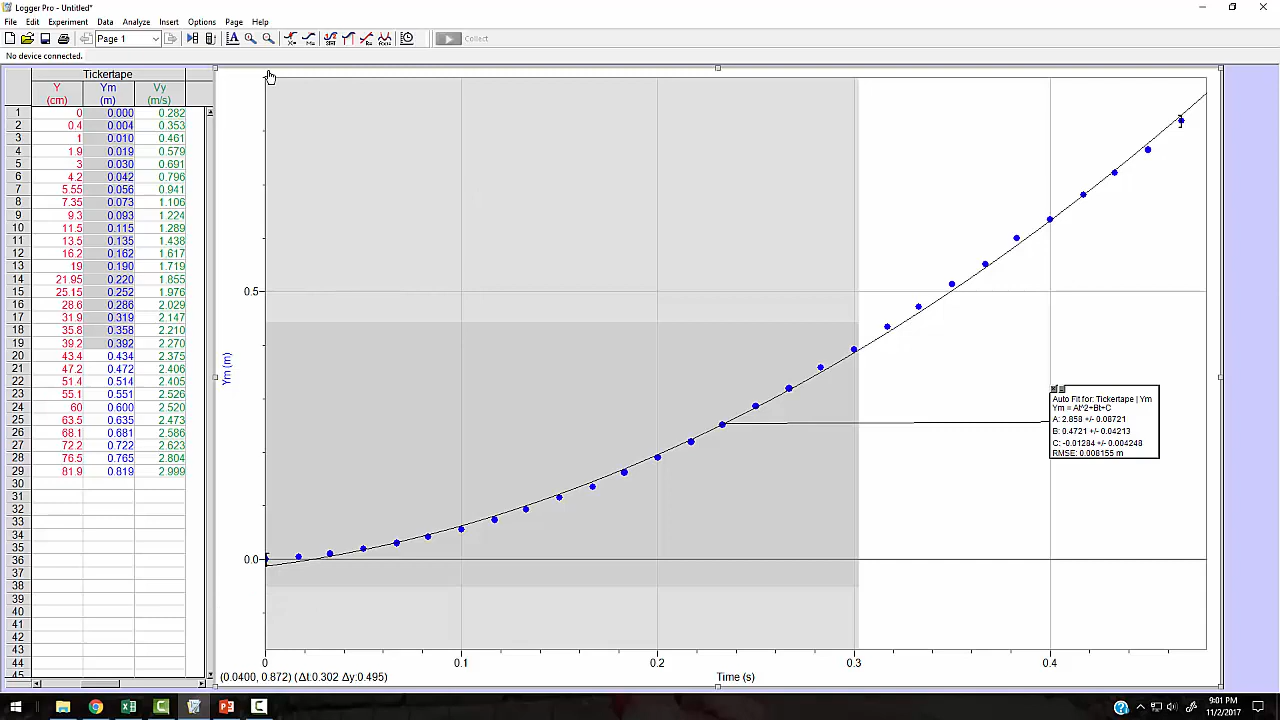 Logger Pro - Untitled*
File Edit Experiment Data Analyze Insert Options Page Help
Page 1 Collect
No device connected.
Tickertape
Y Ym Vy
(cm) (m) (m/s)
1 0 0.000 0.282
2 0.4 0.004 0.353
3 1 0.010 0.461
4 1.9 0.019 0.579
5 3 0.030 0.691
6 4.2 0.042 0.796
7 5.55 0.056 0.941
8 7.35 0.073 1.106
9 9.3 0.093 1.224
10 11.5 0.115 1.289
11 13.5 0.135 1.438
12 16.2 0.162 1.617
13 19 0.190 1.719
14 21.95 0.220 1.855
15 25.15 0.252 1.976
16 28.6 0.286 2.029
17 31.9 0.319 2.147
18 35.8 0.358 2.210
19 39.2 0.392 2.270
20 43.4 0.434 2.375
21 47.2 0.472 2.406
22 51.4 0.514 2.405
23 55.1 0.551 2.526
24 60 0.600 2.520
25 63.5 0.635 2.473
26 68.1 0.681 2.586
27 72.2 0.722 2.623
28 76.5 0.765 2.804
29 81.9 0.819 2.999
30
31
32
33
34
35
36
37
38
39
40
41
42
43
44
45
0.5
Ym (m)
0.0
Auto Fit for: Tickertape | Ym
Ym = At^2+Bt+C
A: 2.858 +/- 0.08721
B: 0.4721 +/- 0.04213
C: -0.01284 +/- 0.004248
RMSE: 0.008155 m
0 0.1 0.2 0.3 0.4
(0.0400, 0.872) (Δt:0.302 Δy:0.495) Time (s)
9:01 PM
11/2/2017